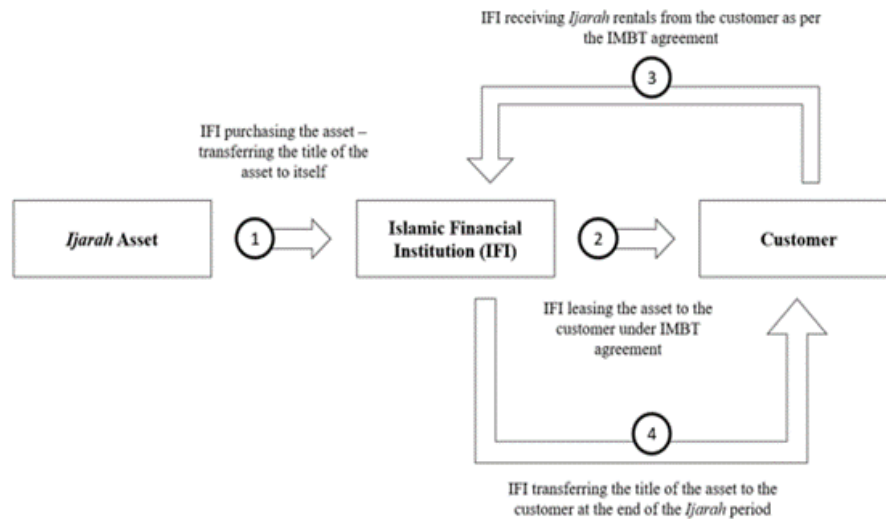 IFI receiving Ijarah rentals from the customer as per
the IMBT agreement
3
IFI purchasing the asset –
transferring the title of the
asset to itself
Ijarah Asset
1
Islamic Financial
Institution (IFI)
2
Customer
IFI leasing the asset to the
customer under IMBT
agreement
4
IFI transferring the title of the asset to the
customer at the end of the Ijarah period